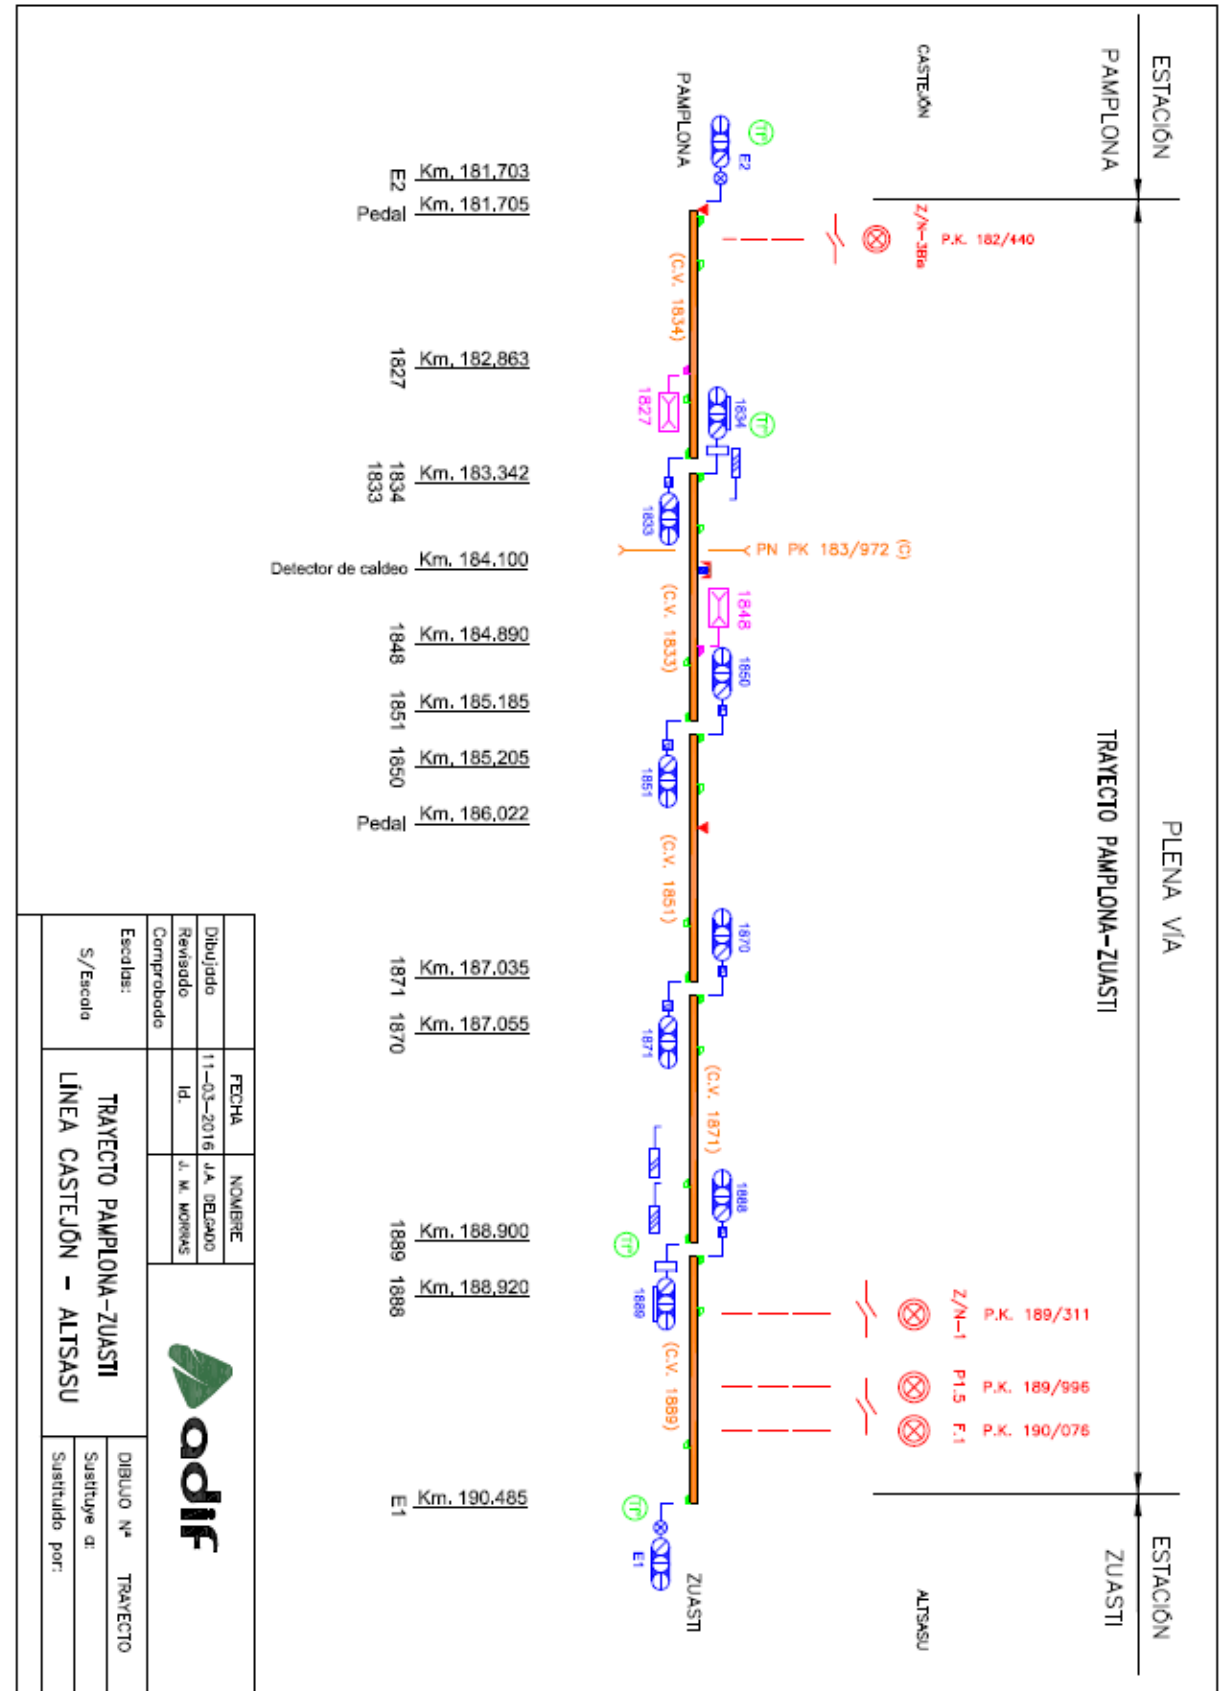 ESTACIÓN
PAMPLONA
CASTEJÓN
PLENA VÍA
TRAYECTO PAMPLONA-ZUASTI
ESTACIÓN
ZUASTI
ALTSASU
Z/N-3Bis
P.K. 182/440
Z/N-1
P.K. 189/311
P1.5
P.K. 189/996
F.1
P.K. 190/076
PAMPLONA
E2
(C.V. 1834)
1827
1834
1833
PN PK 183/972 (C)
(C.V. 1833)
1848
1850
1851
(C.V. 1851)
1870
1871
(C.V. 1871)
1888
1889
(C.V. 1889)
E1
ZUASTI
E2 Km. 181,703
Pedal Km. 181,705
1827 Km. 182,863
1834 Km. 183,342
1833
Detector de caldeo Km. 184,100
1848 Km. 184,890
1851 Km. 185,185
1850 Km. 185,205
Pedal Km. 186,022
1871 Km. 187,035
1870 Km. 187,055
1889 Km. 188,900
1888 Km. 188,920
E1 Km. 190,485
FECHA NOMBRE
Dibujado 11-03-2016 J.A. DELGADO
Revisado Id. J. M. MORRAS
Comprobado
Escalas:
S/Escala
TRAYECTO PAMPLONA-ZUASTI
LÍNEA CASTEJÓN - ALTSASU
adif
DIBUJO Nª TRAYECTO
Sustituye a:
Sustituido por: